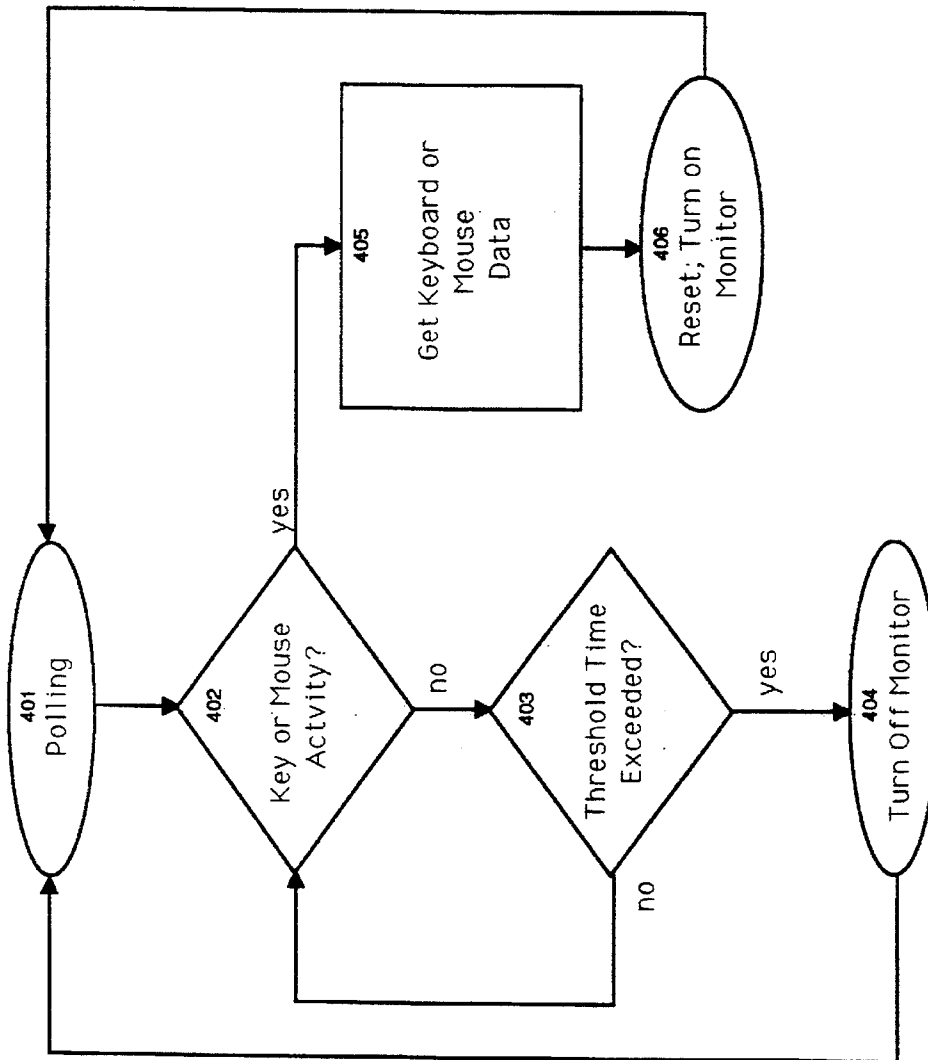 401
Polling
402
Key or Mouse
Actvity?
yes
no
403
Threshold Time
Exceeded?
no
yes
404
Turn Off Monitor
405
Get Keyboard or
Mouse
Data
406
Reset; Turn on
Monitor